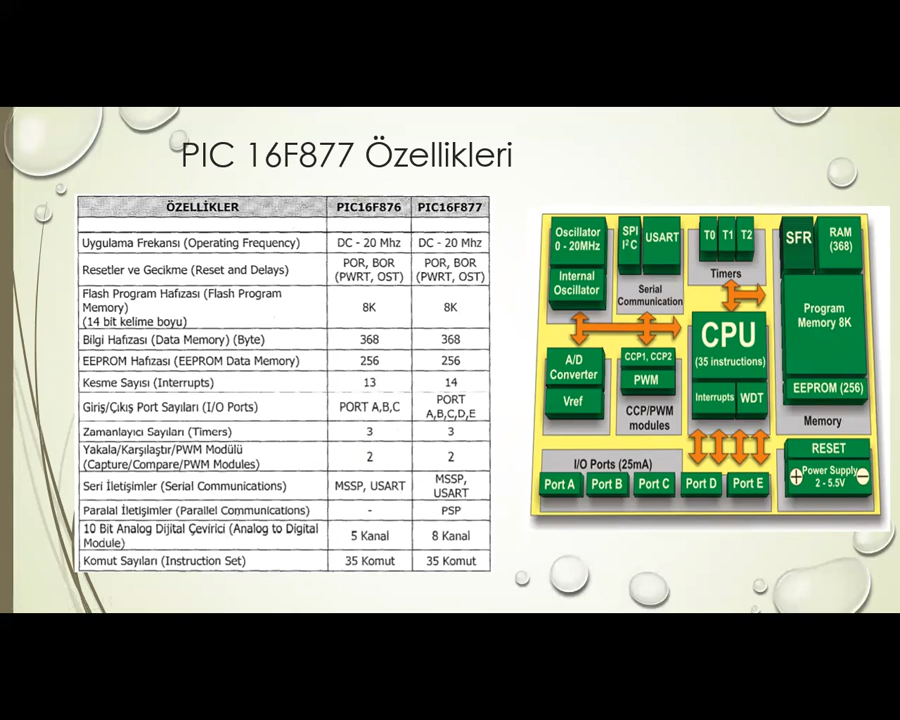 PIC 16F877 Özellikleri
ÖZELLİKLER PIC16F876 PIC16F877
Uygulama Frekansı (Operating Frequency) DC - 20 Mhz DC - 20 Mhz
Resetler ve Gecikme (Reset and Delays) POR, BOR (PWRT, OST) POR, BOR (PWRT, OST)
Flash Program Hafızası (Flash Program
Memory)
(14 bit kelime boyu) 8K 8K
Bilgi Hafızası (Data Memory) (Byte) 368 368
EEPROM Hafızası (EEPROM Data Memory) 256 256
Kesme Sayısı (Interrupts) 13 14
Giriş/Çıkış Port Sayıları (I/O Ports) PORT A,B,C PORT A,B,C,D,E
Zamanlayıcı Sayıları (Timers) 3 3
Yakala/Karşılaştır/PWM Modülü
(Capture/Compare/PWM Modules) 2 2
Seri İletişimler (Serial Communications) MSSP, USART MSSP, USART
Paralal İletişimler (Parallel Communications) - PSP
10 Bit Analog Dijital Çevirici (Analog to Digital
Module) 5 Kanal 8 Kanal
Komut Sayıları (Instruction Set) 35 Komut 35 Komut
Oscillator
0 - 20MHz
Internal
Oscillator
SPI
I²C
USART
Serial
Communication
T0 T1 T2
Timers
SFR
RAM
(368)
Program
Memory 8K
EEPROM (256)
Memory
CPU
(35 instructions)
Interrupts WDT
A/D
Converter
Vref
CCP1, CCP2
PWM
CCP/PWM
modules
I/O Ports (25mA)
Port A Port B Port C Port D Port E
RESET
+ Power Supply −
2 - 5.5V